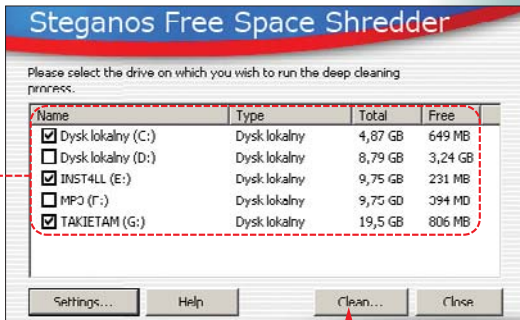 Steganos Free Space Shredder
Please select the drive on which you wish to run the deep cleaning
process.
Name Type Total Free
Dysk lokalny (C:) Dysk lokalny 4,87 GB 649 MB
Dysk lokalny (D:) Dysk lokalny 8,79 GB 3,24 GB
INST4LL (E:) Dysk lokalny 9,75 GB 231 MB
MP3 (F:) Dysk lokalny 9,75 GB 394 MB
TAKIETAM (G:) Dysk lokalny 19,5 GB 806 MB
Settings... Help Clean... Close